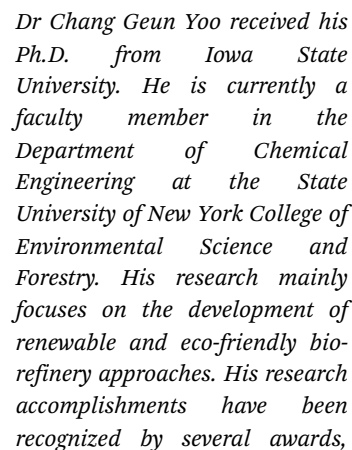 Dr Chang Geun Yoo received his
Ph.D. from Iowa State
University. He is currently a
faculty member in the
Department of Chemical
Engineering at the State
University of New York College of
Environmental Science and
Forestry. His research mainly
focuses on the development of
renewable and eco-friendly bio-
refinery approaches. His research
accomplishments have been
recognized by several awards,